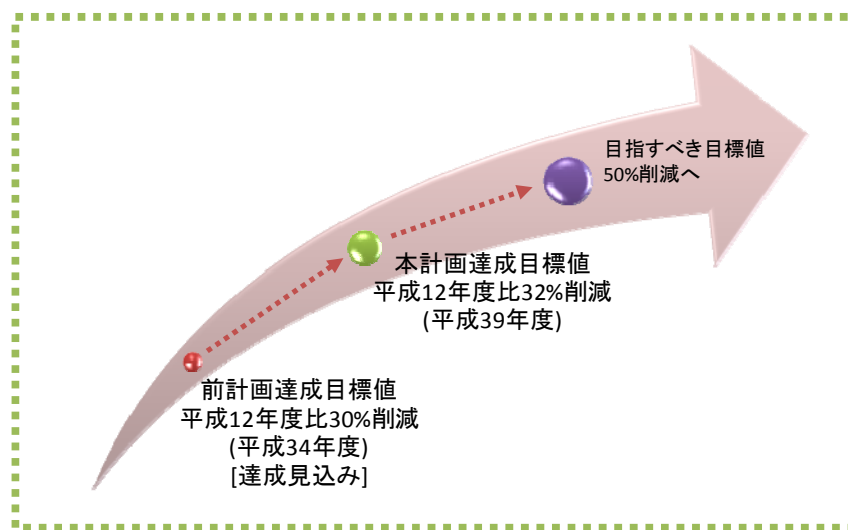 目指すべき目標値
50%削減へ
本計画達成目標値
平成12年度比32%削減
(平成39年度)
前計画達成目標値
平成12年度比30%削減
(平成34年度)
[達成見込み]